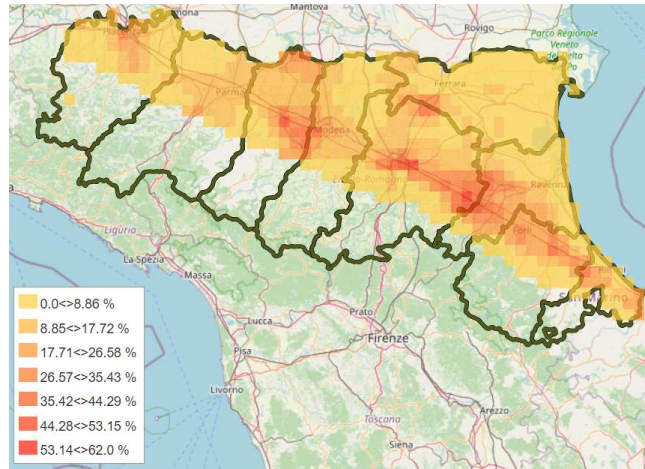 Mantova
Rovigo
Parco Regionale
Veneto
del Delta
Po
Ferrara
Parma
Modena
Ravenna
Forlì
San Marino
Liguria
La Spezia
Massa
Lucca
Prato
Firenze
Pisa
Livorno
Arezzo
Toscana
Siena
0.0<>8.86 %
8.85<>17.72 %
17.71<>26.58 %
26.57<>35.43 %
35.42<>44.29 %
44.28<>53.15 %
53.14<>62.0 %